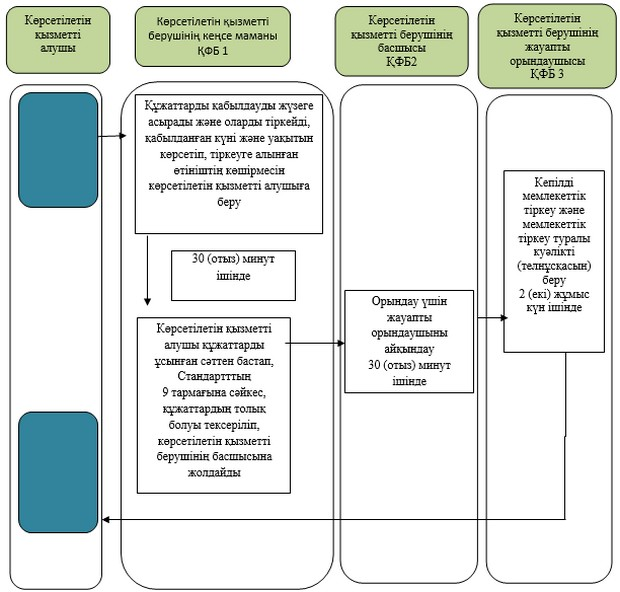 Көрсетілетін
қызметті
алушы
Көрсетілетін қызметті
берушінің кеңсе маманы
ҚФБ 1
Көрсетілетін
қызметті берушінің
басшысы
ҚФБ2
Көрсетілетін
қызметті берушінің
жауапты
орындаушысы
ҚФБ 3
Құжаттарды қабылдауды жүзеге
асырады және оларды тіркейді,
қабылданған күні және уақытын
көрсетіп, тіркеуге алынған
өтініштің көшірмесін
көрсетілетін қызметті алушыға
беру
30 (отыз) минут
ішінде
Көрсетілетін қызметті
алушы құжаттарды
ұсынған сәттен бастап,
Стандартттың
9 тармағына сәйкес,
құжаттардың толық
болуы тексеріліп,
көрсетілетін қызметті
берушінің басшысына
жолдайды
Орындау үшін
жауапты
орындаушыны
айқындау
30 (отыз) минут
ішінде
Кепілді
мемлекеттік
тіркеу және
мемлекеттік
тіркеу туралы
куәлікті
(телнұсқасын)
беру
2 (екі) жұмыс
күн ішінде